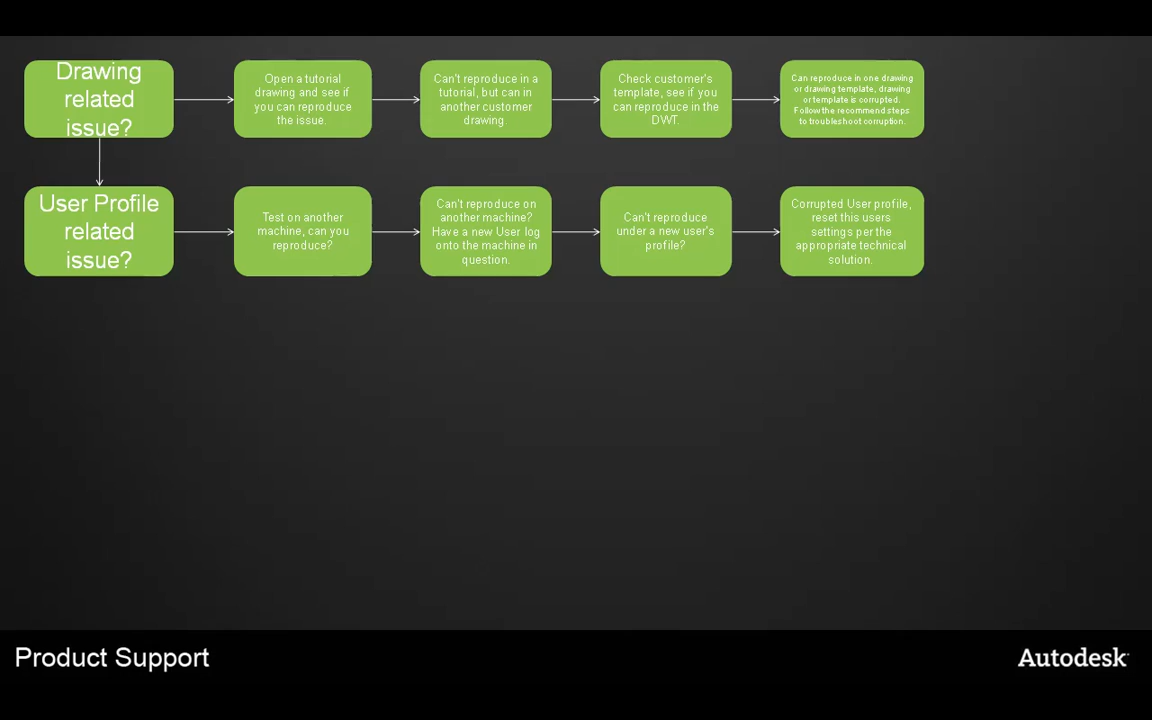 Drawing
related
issue?
Open a tutorial
drawing and see if
you can reproduce
the issue.
Can't reproduce in a
tutorial, but can in
another customer
drawing.
Check customer's
template, see if you
can reproduce in the
DWT.
Can reproduce in one drawing
or drawing template, drawing
or template is corrupted.
Follow the recommend steps
to troubleshoot corruption.
User Profile
related
issue?
Test on another
machine, can you
reproduce?
Can't reproduce on
another machine?
Have a new User log
onto the machine in
question.
Can't reproduce
under a new user's
profile?
Corrupted User profile,
reset this users
settings per the
appropriate technical
solution.
Product Support
Autodesk